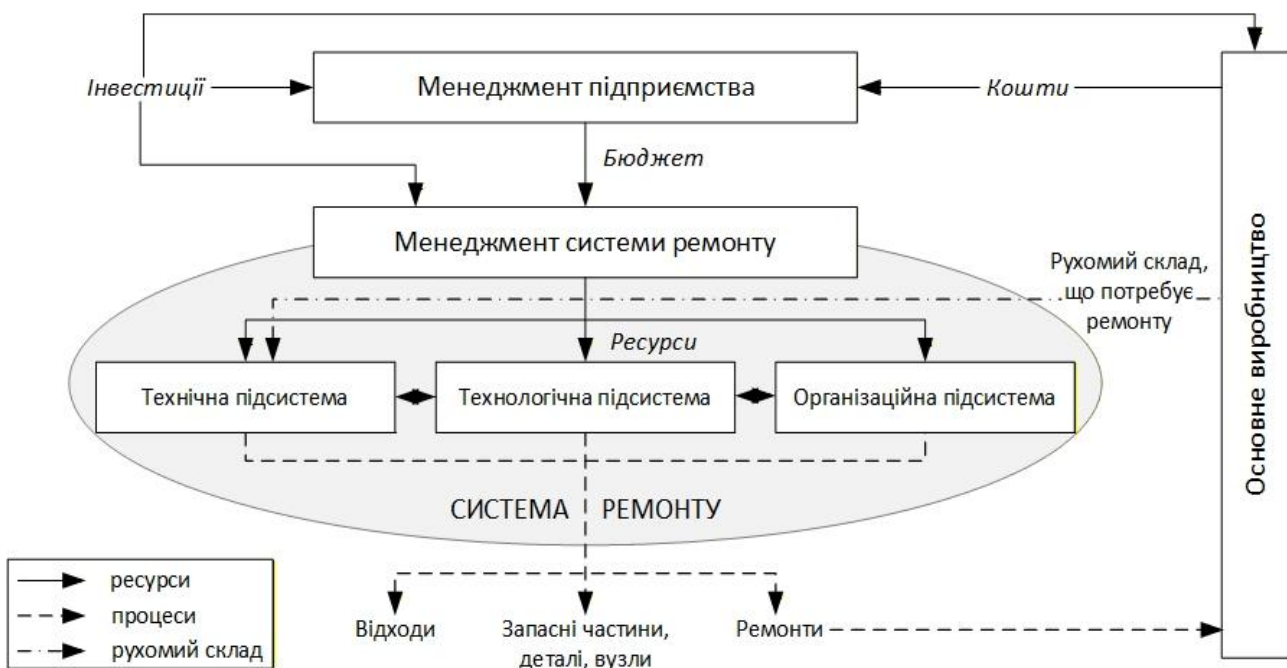 Інвестиції
Менеджмент підприємства
Кошти
Бюджет
Менеджмент системи ремонту
Рухомий склад,
що потребує
ремонту
Основне виробництво
Ресурси
Технічна підсистема
Технологічна підсистема
Організаційна підсистема
СИСТЕМА РЕМОНТУ
ресурси
процеси
рухомий склад
Відходи
Запасні частини,
деталі, вузли
Ремонти